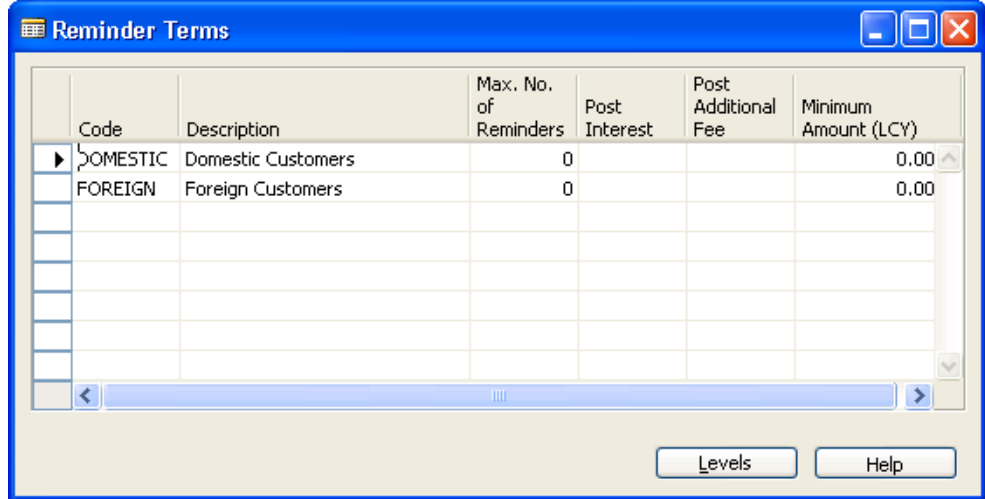 Reminder Terms
Max. No. Post
of Post Additional Minimum
Code Description Reminders Interest Fee Amount (LCY)
DOMESTIC Domestic Customers 0 0.00
FOREIGN Foreign Customers 0 0.00
Levels Help